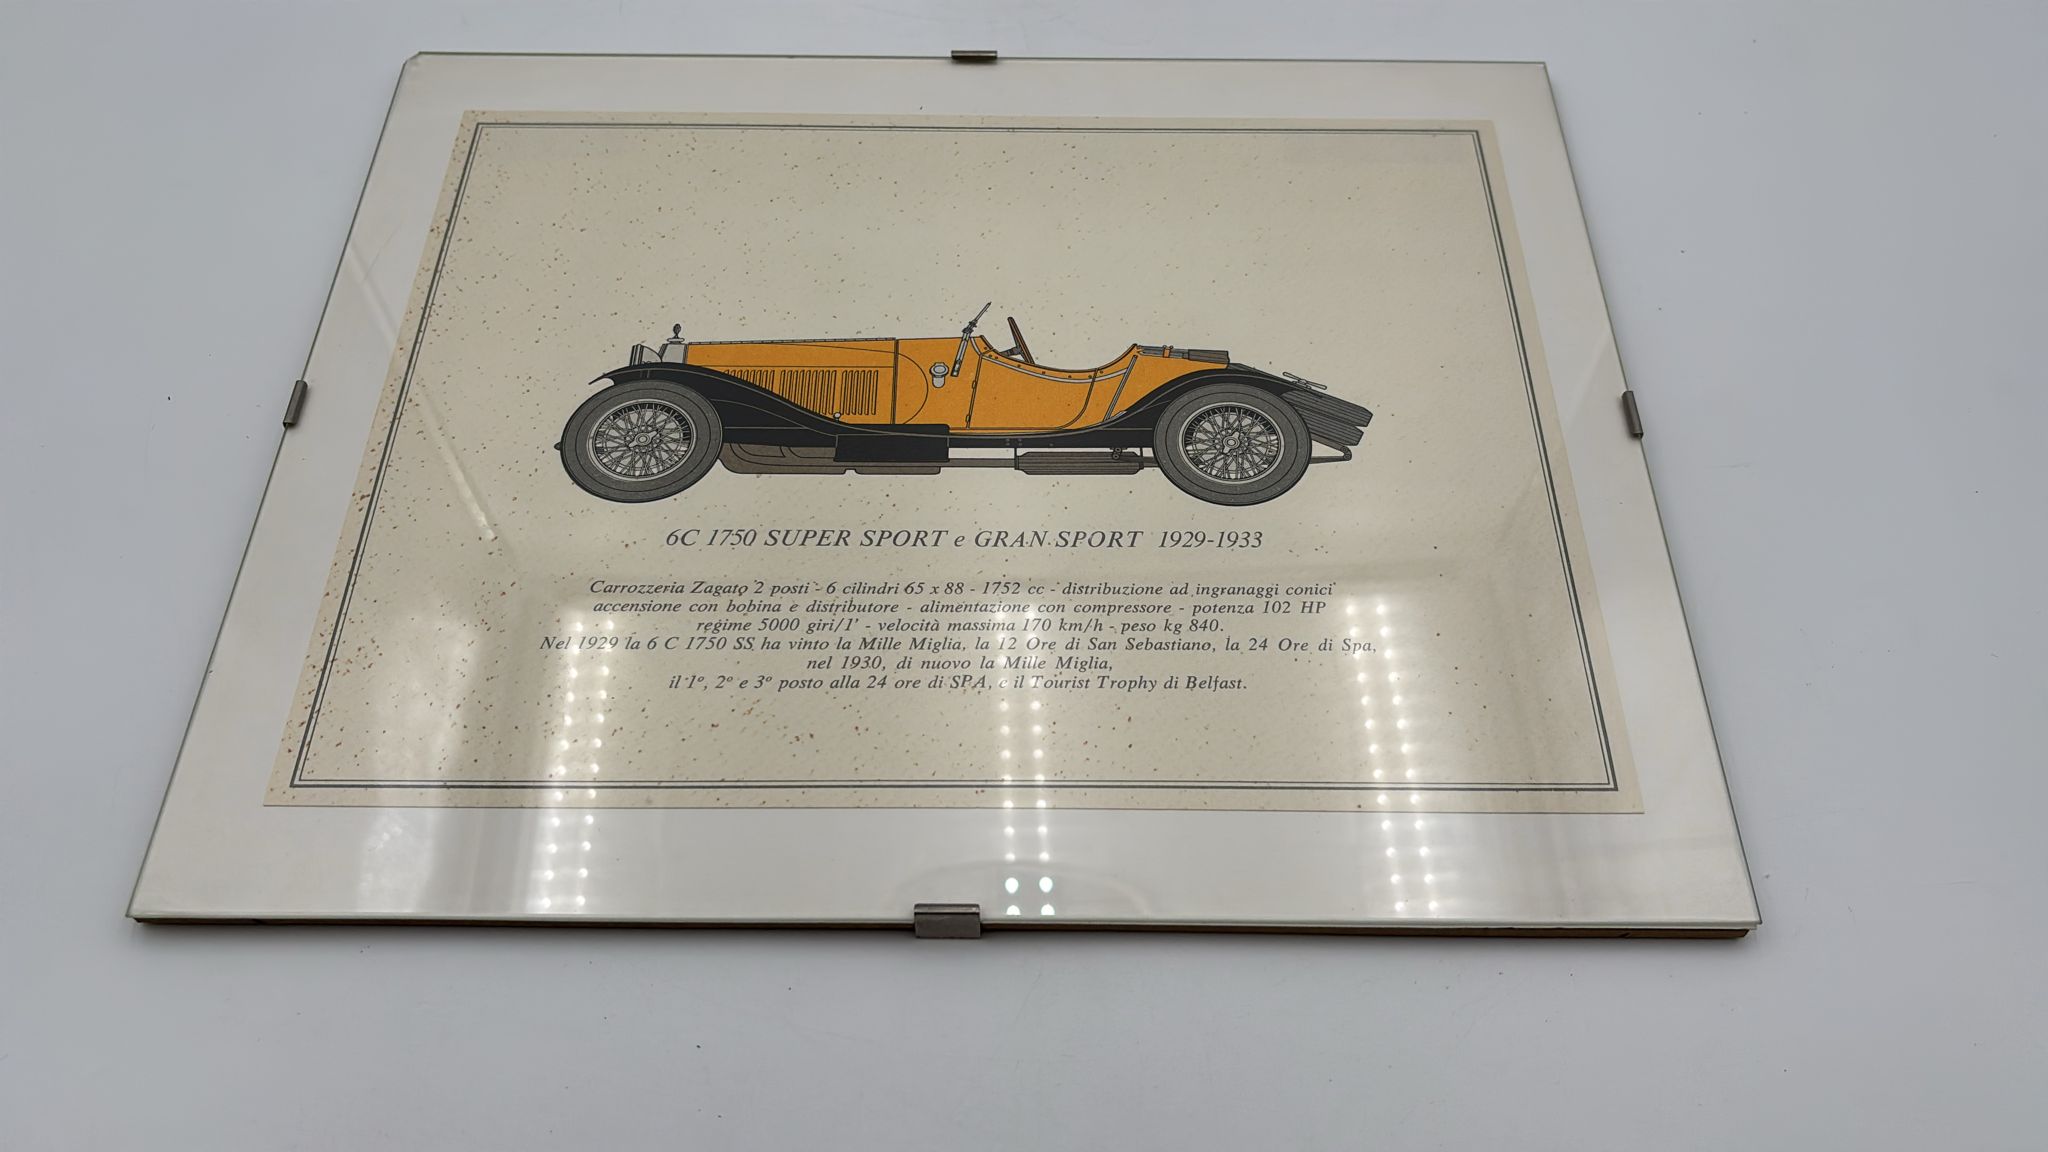 6C 1750 SUPER SPORT e GRAN SPORT 1929-1933
Carrozzeria Zagato 2 posti - 6 cilindri 65 x 88 - 1752 cc - distribuzione ad ingranaggi conici
accensione con bobina e distributore - alimentazione con compressore - potenza 102 HP
regime 5000 giri/1' - velocità massima 170 km/h - peso kg 840.
Nel 1929 la 6 C 1750 SS ha vinto la Mille Miglia, la 12 Ore di San Sebastiano, la 24 Ore di Spa,
nel 1930, di nuovo la Mille Miglia,
il 1º, 2º e 3º posto alla 24 ore di SPA, e il Tourist Trophy di Belfast.